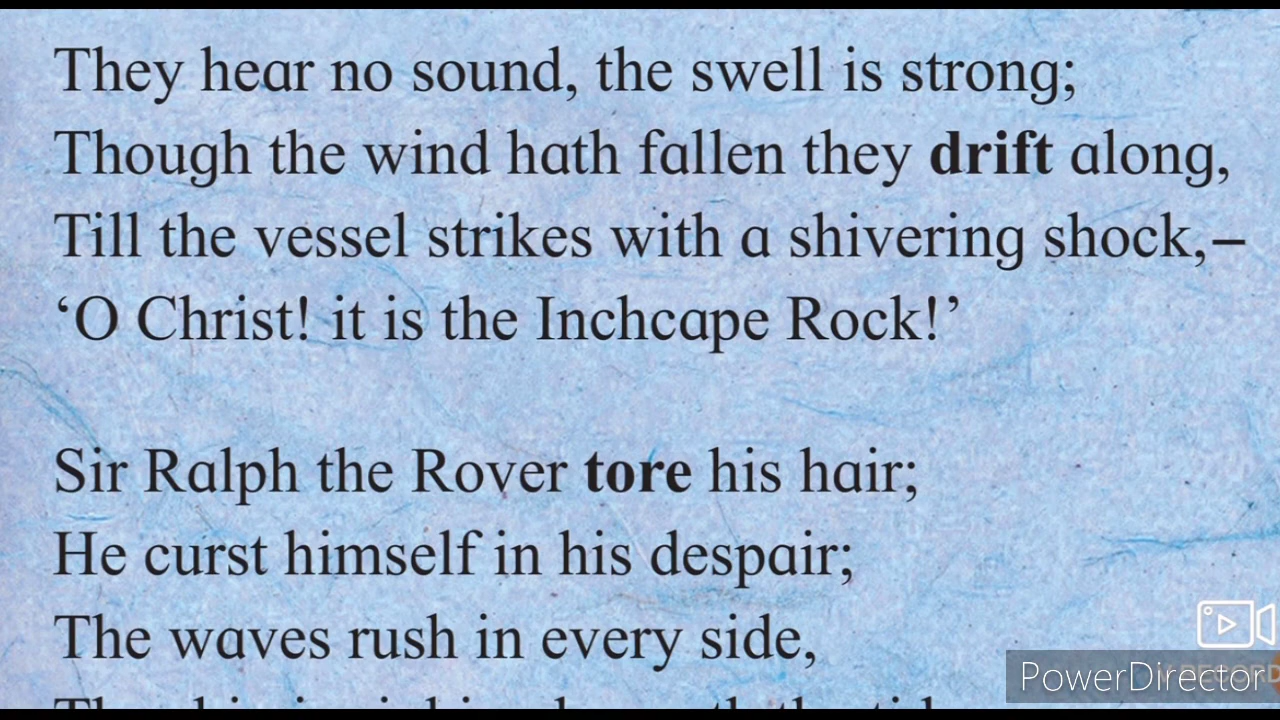 They hear no sound, the swell is strong;
Though the wind hath fallen they drift along,
Till the vessel strikes with a shivering shock,–
‘O Christ! it is the Inchcape Rock!’
Sir Ralph the Rover tore his hair;
He curst himself in his despair;
The waves rush in every side,
PowerDirector